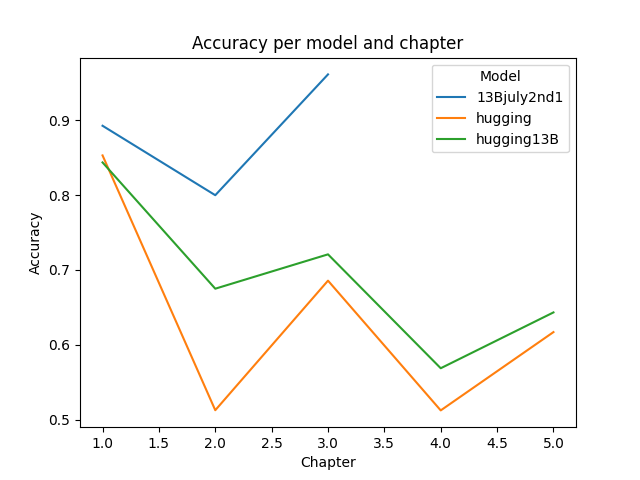 Accuracy per model and chapter
Model
13Bjuly2nd1
hugging
hugging13B
Accuracy
0.9
0.8
0.7
0.6
0.5
1.0 1.5 2.0 2.5 3.0 3.5 4.0 4.5 5.0
Chapter